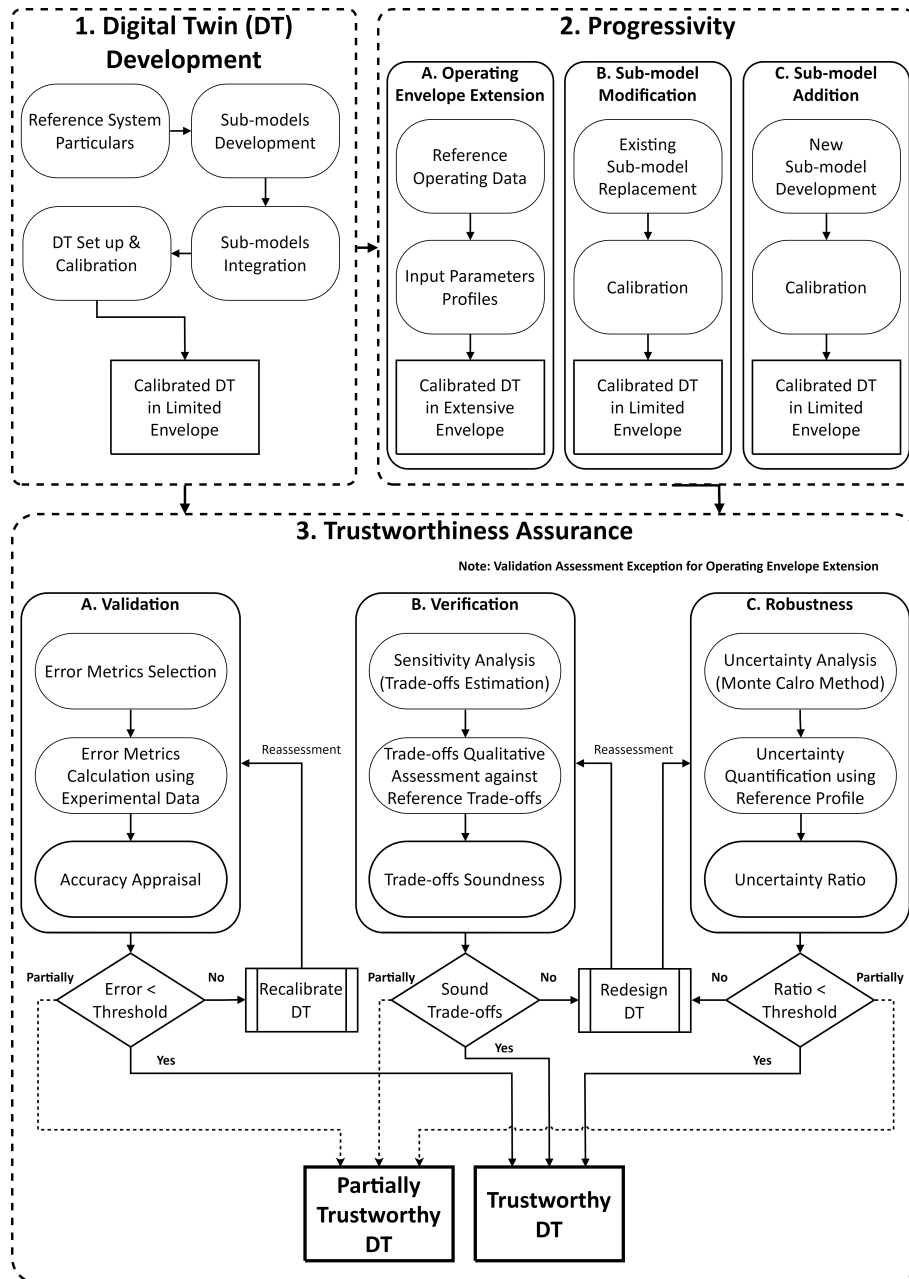 1. Digital Twin (DT)
Development
Reference System
Particulars
Sub-models
Development
DT Set up &
Calibration
Sub-models
Integration
Calibrated DT
in Limited
Envelope
2. Progressivity
A. Operating
Envelope Extension
Reference
Operating Data
Input Parameters
Profiles
Calibrated DT
in Extensive
Envelope
B. Sub-model
Modification
Existing
Sub-model
Replacement
Calibration
Calibrated DT
in Limited
Envelope
C. Sub-model
Addition
New
Sub-model
Development
Calibration
Calibrated DT
in Limited
Envelope
3. Trustworthiness Assurance
Note: Validation Assessment Exception for Operating Envelope Extension
A. Validation
Error Metrics Selection
Error Metrics
Calculation using
Experimental Data
Accuracy Appraisal
Reassessment
B. Verification
Sensitivity Analysis
(Trade-offs Estimation)
Trade-offs Qualitative
Assessment against
Reference Trade-offs
Trade-offs Soundness
Reassessment
C. Robustness
Uncertainty Analysis
(Monte Calro Method)
Uncertainty
Quantification using
Reference Profile
Uncertainty Ratio
Partially
Error <
Threshold
No
Yes
Recalibrate
DT
Partially
Sound
Trade-offs
No
Yes
Redesign
DT
No
Ratio <
Threshold
Partially
Yes
Partially
Trustworthy
DT
Trustworthy
DT